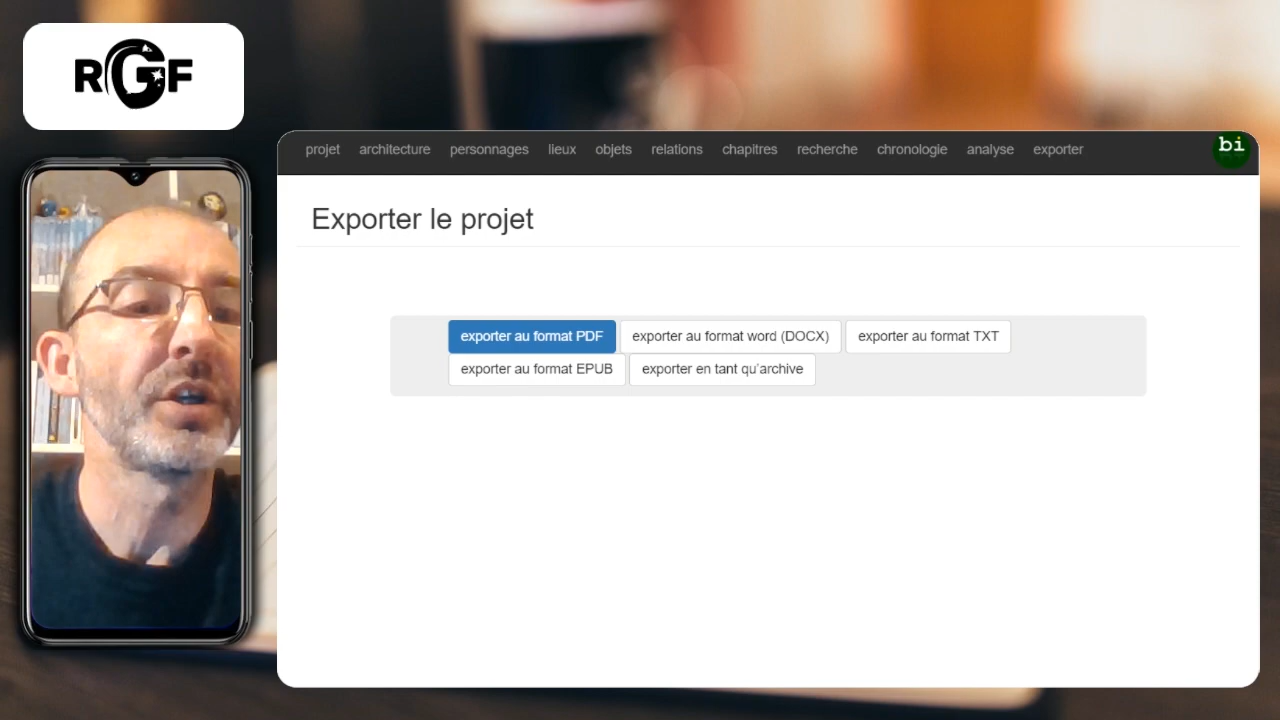 RGF
projet architecture personnages lieux objets relations chapitres recherche chronologie analyse exporter bi
Exporter le projet
exporter au format PDF exporter au format word (DOCX) exporter au format TXT
exporter au format EPUB exporter en tant qu'archive